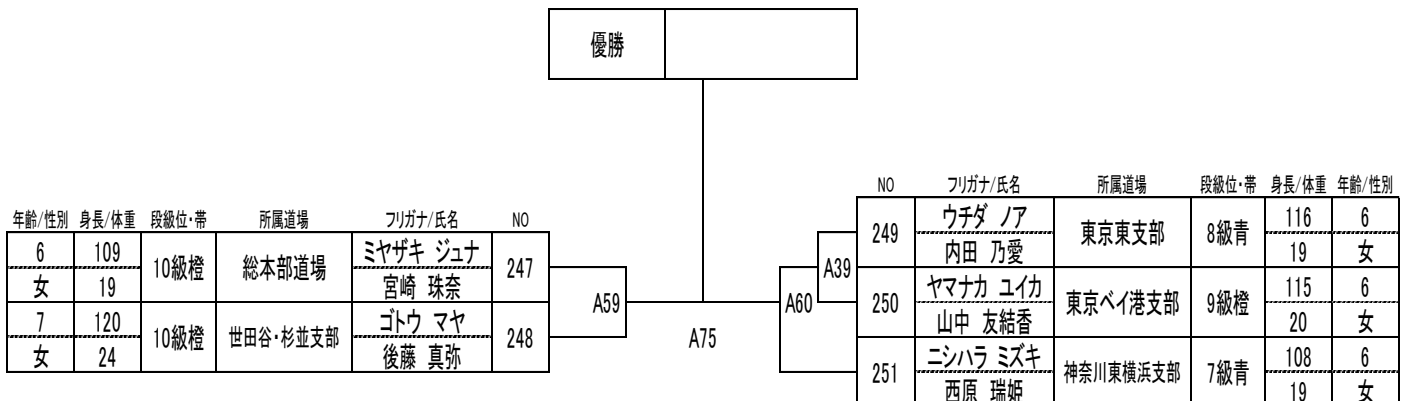 優勝
年齢/性別 身長/体重 段級位・帯 所属道場 フリガナ/氏名 NO
6 109 10級橙 総本部道場 ミヤザキ ジュナ 247
女 19 宮崎 珠奈
7 120 10級橙 世田谷・杉並支部 ゴトウ マヤ 248
女 24 後藤 真弥
A59
A75
A60
A39
NO フリガナ/氏名 所属道場 段級位・帯 身長/体重 年齢/性別
249 ウチダ ノア 東京東支部 8級青 116 6
内田 乃愛 19 女
250 ヤマナカ ユイカ 東京ベイ港支部 9級橙 115 6
山中 友結香 20 女
251 ニシハラ ミズキ 神奈川東横浜支部 7級青 108 6
西原 瑞姫 19 女